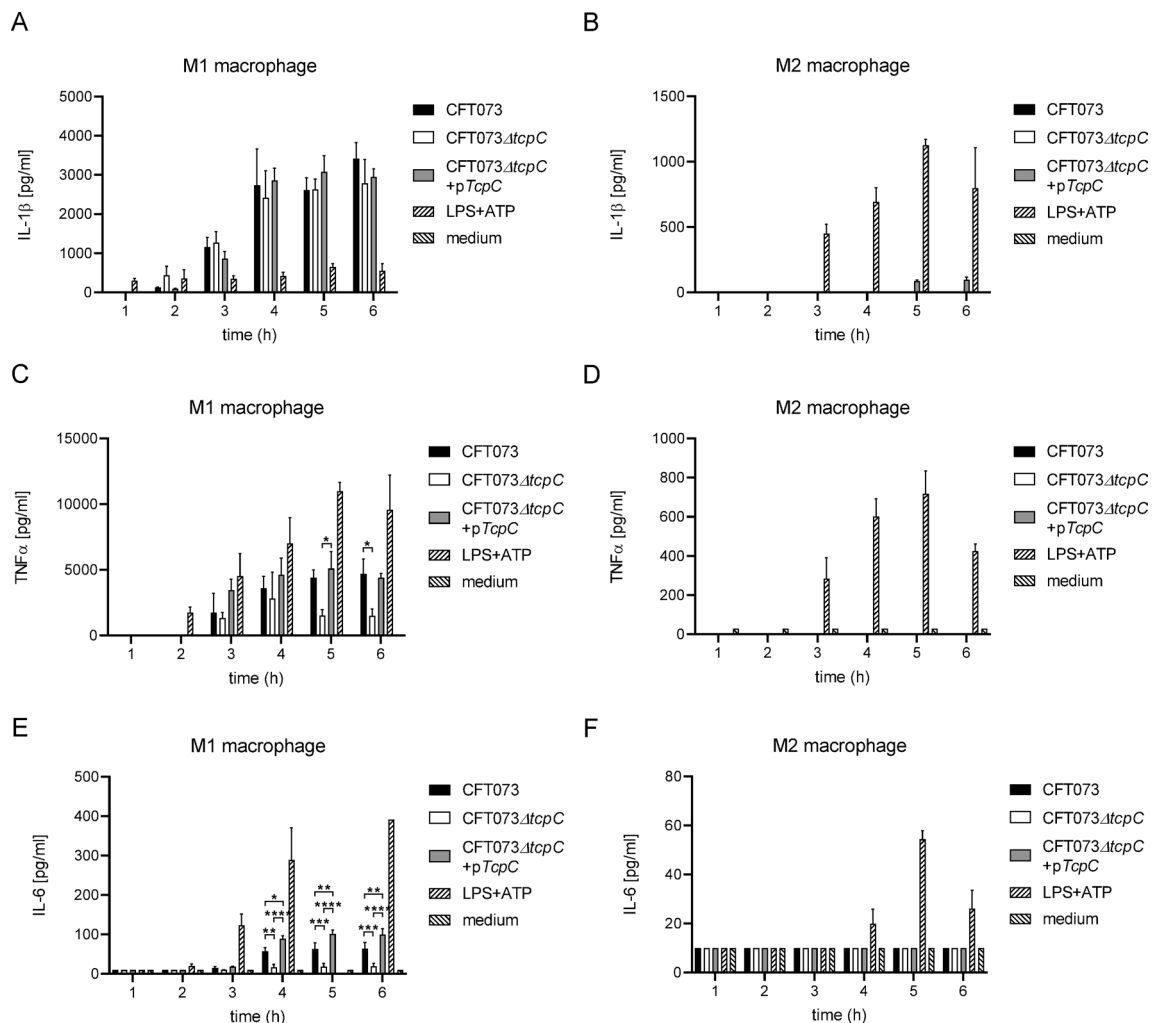 A
M1 macrophage
IL-1β [pg/ml]
5000
4000
3000
2000
1000
0
1 2 3 4 5 6
time (h)
CFT073
CFT073ΔtcpC
CFT073ΔtcpC
+pTcpC
LPS+ATP
medium
B
M2 macrophage
IL-1β [pg/ml]
1500
1000
500
0
1 2 3 4 5 6
time (h)
CFT073
CFT073ΔtcpC
CFT073ΔtcpC
+pTcpC
LPS+ATP
medium
C
M1 macrophage
TNFα [pg/ml]
15000
10000
5000
0
* *
1 2 3 4 5 6
time (h)
CFT073
CFT073ΔtcpC
CFT073ΔtcpC
+pTcpC
LPS+ATP
medium
D
M2 macrophage
TNFα [pg/ml]
1000
800
600
400
200
0
1 2 3 4 5 6
time (h)
CFT073
CFT073ΔtcpC
CFT073ΔtcpC
+pTcpC
LPS+ATP
medium
E
M1 macrophage
IL-6 [pg/ml]
500
400
300
200
100
0
* ** **
**** **** ****
** *** ***
1 2 3 4 5 6
time (h)
CFT073
CFT073ΔtcpC
CFT073ΔtcpC
+pTcpC
LPS+ATP
medium
F
M2 macrophage
IL-6 [pg/ml]
80
60
40
20
0
1 2 3 4 5 6
time (h)
CFT073
CFT073ΔtcpC
CFT073ΔtcpC
+pTcpC
LPS+ATP
medium